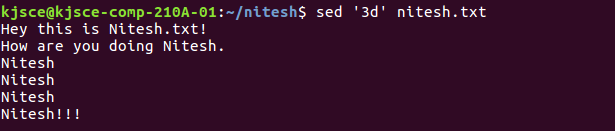 kjsce@kjsce-comp-210A-01:~/nitesh$ sed '3d' nitesh.txt
Hey this is Nitesh.txt!
How are you doing Nitesh.
Nitesh
Nitesh
Nitesh
Nitesh!!!